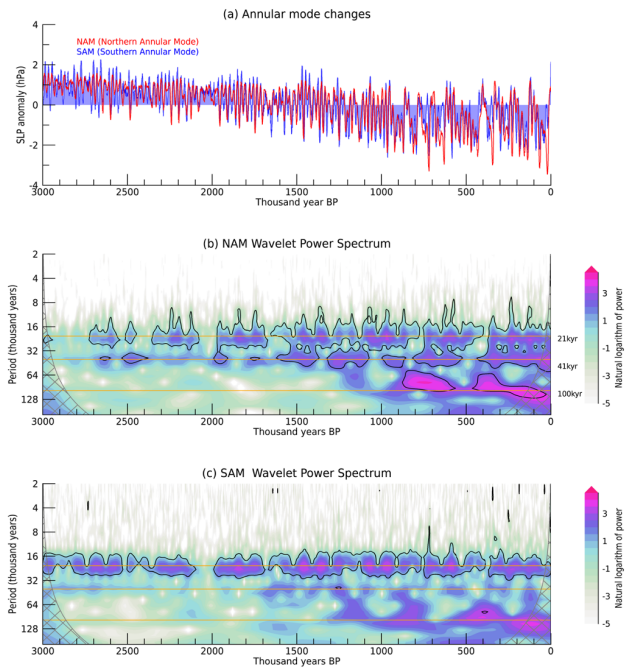 (a) Annular mode changes
4
NAM (Northern Annular Mode)
SAM (Southern Annular Mode)
2
0
-2
-4
SLP anomaly (hPa)
3000 2500 2000 1500 1000 500 0
Thousand year BP
(b) NAM Wavelet Power Spectrum
2
4
8
16
32
64
128
Period (thousand years)
21kyr
41kyr
100kyr
3
1
-1
-3
-5
Natural logarithm of power
3000 2500 2000 1500 1000 500 0
Thousand years BP
(c) SAM Wavelet Power Spectrum
2
4
8
16
32
64
128
Period (thousand years)
3
1
-1
-3
-5
Natural logarithm of power
3000 2500 2000 1500 1000 500 0
Thousand years BP